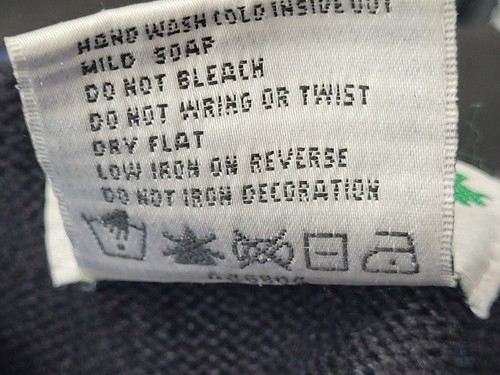 HAND WASH COLD INSIDE OUT
MILD SOAP
DO NOT BLEACH
DO NOT WRING OR TWIST
DRY FLAT
LOW IRON ON REVERSE
DO NOT IRON DECORATION